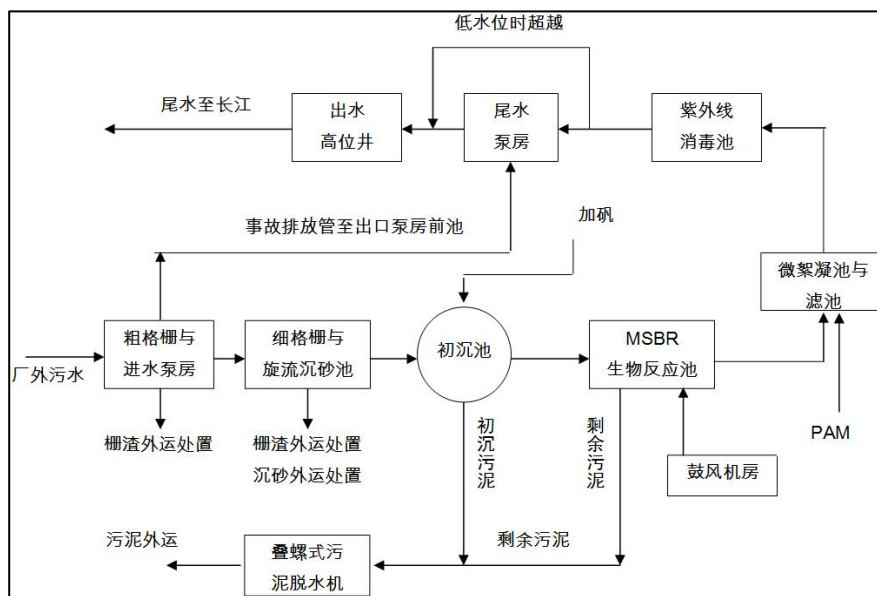 低水位时超越
尾水至长江
出水
高位井
尾水
泵房
紫外线
消毒池
事故排放管至出口泵房前池
加矾
微絮凝池与
滤池
粗格栅与
进水泵房
细格栅与
旋流沉砂池
初沉池
MSBR
生物反应池
厂外污水
栅渣外运处置
栅渣外运处置
沉砂外运处置
初沉污泥
剩余污泥
PAM
鼓风机房
污泥外运
叠螺式污
泥脱水机
剩余污泥